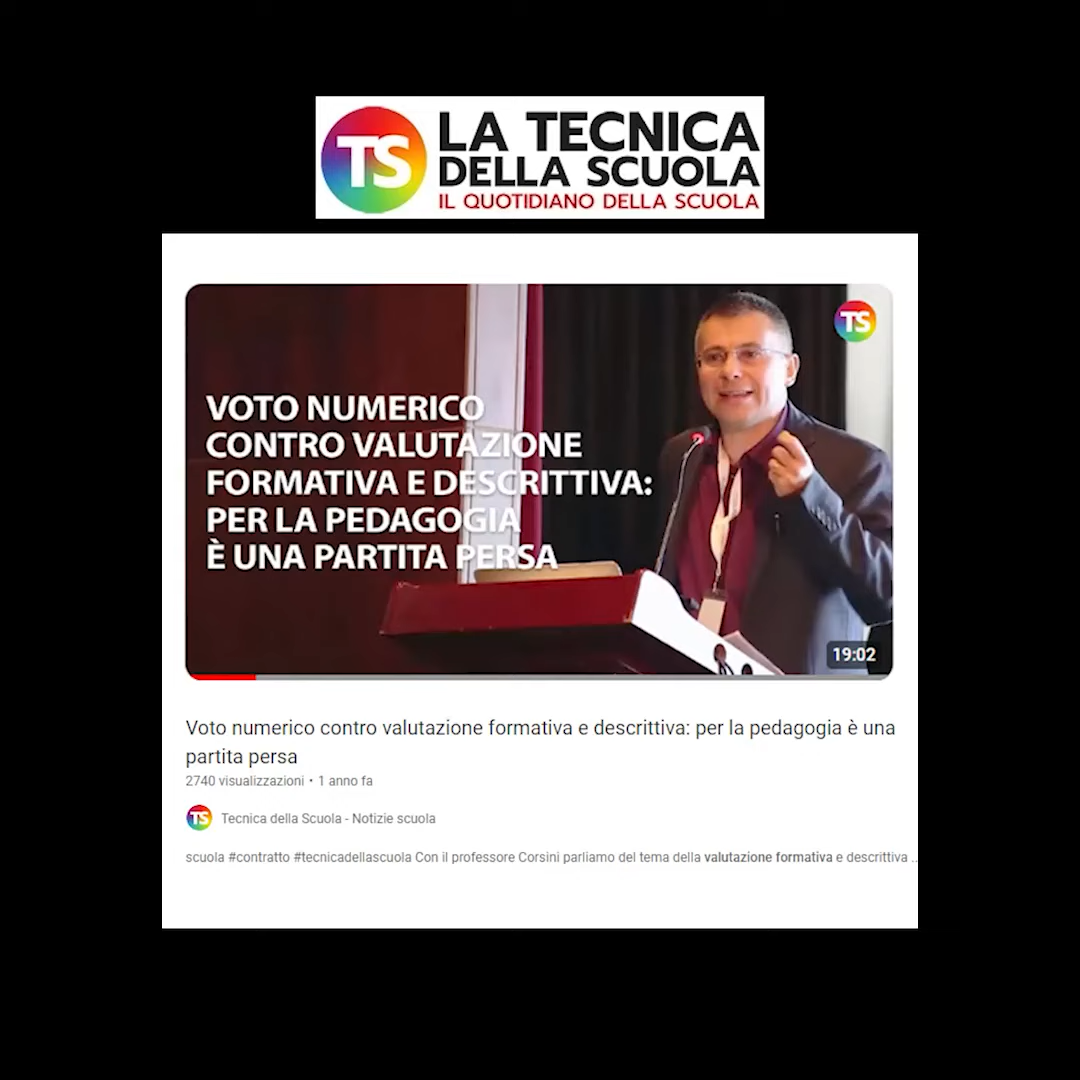 TS
LA TECNICA
DELLA SCUOLA
IL QUOTIDIANO DELLA SCUOLA
TS
VOTO NUMERICO
CONTRO VALUTAZIONE
FORMATIVA E DESCRITTIVA:
PER LA PEDAGOGIA
È UNA PARTITA PERSA
19:02
Voto numerico contro valutazione formativa e descrittiva: per la pedagogia è una
partita persa
2740 visualizzazioni • 1 anno fa
TS Tecnica della Scuola - Notizie scuola
scuola #contratto #tecnicadellascuola Con il professore Corsini parliamo del tema della valutazione formativa e descrittiva ...